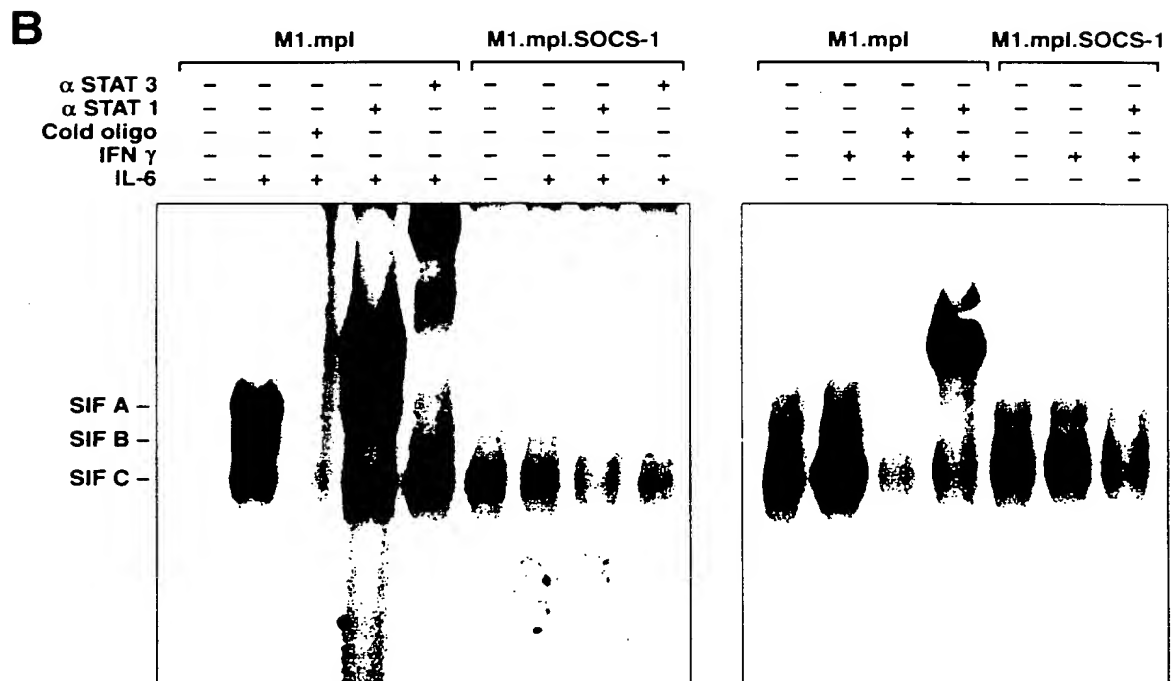 B
M1.mpl M1.mpl.SOCS-1 M1.mpl M1.mpl.SOCS-1
α STAT 3 – – – – + – – – + – – – – – – –
α STAT 1 – – – + – – – + – – – – + – – +
Cold oligo – – + – – – – – – – – + – – – –
IFN γ – – – – – – – – – – + + + – + +
IL-6 – + + + + – + + + – – – – – – –
SIF A –
SIF B –
SIF C –